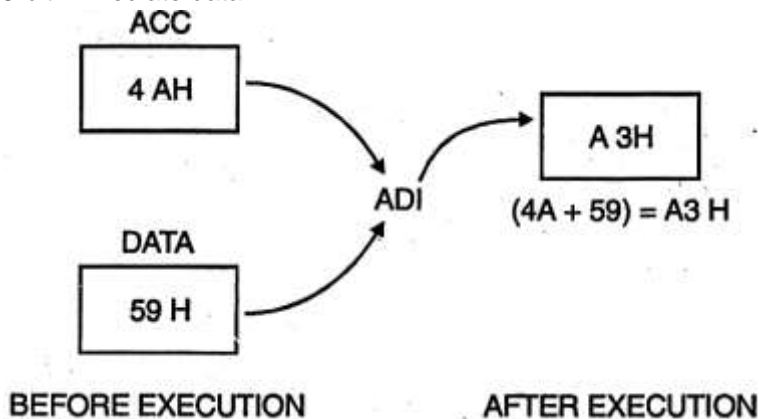 ACC
4 AH
A 3H
ADI
(4A + 59) = A3 H
DATA
59 H
BEFORE EXECUTION
AFTER EXECUTION